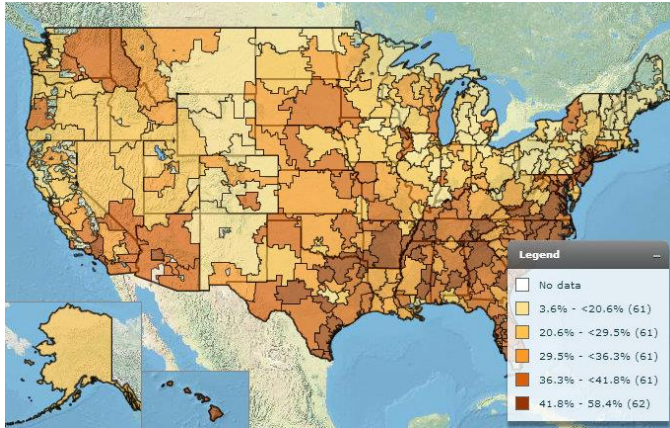 Legend –
No data
3.6% - <20.6% (61)
20.6% - <29.5% (61)
29.5% - <36.3% (61)
36.3% - <41.8% (61)
41.8% - 58.4% (62)